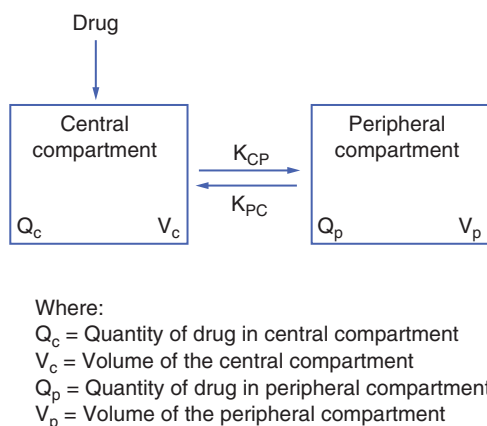 Drug
Central
compartment
Peripheral
compartment
K_CP
K_PC
Q_c
V_c
Q_p
V_p
Where:
Q_c = Quantity of drug in central compartment
V_c = Volume of the central compartment
Q_p = Quantity of drug in peripheral compartment
V_p = Volume of the peripheral compartment